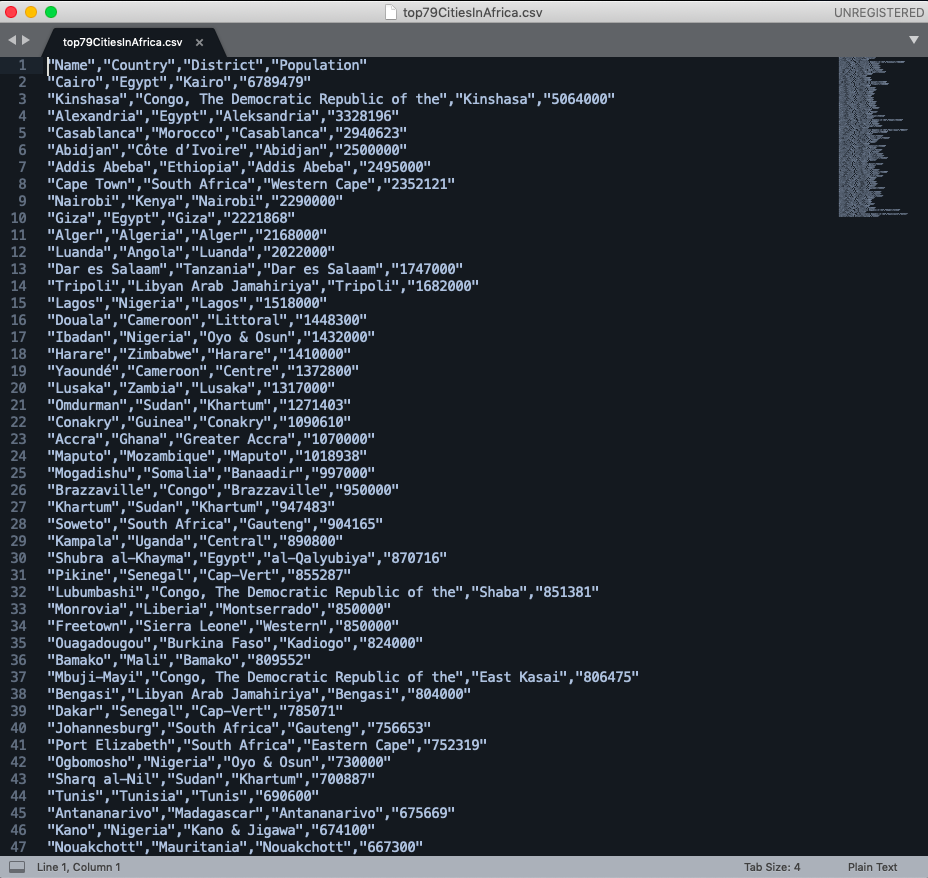 top79CitiesInAfrica.csv
UNREGISTERED
top79CitiesInAfrica.csv
1 "Name","Country","District","Population"
2 "Cairo","Egypt","Kairo","6789479"
3 "Kinshasa","Congo, The Democratic Republic of the","Kinshasa","5064000"
4 "Alexandria","Egypt","Aleksandria","3328196"
5 "Casablanca","Morocco","Casablanca","2940623"
6 "Abidjan","Côte d’Ivoire","Abidjan","2500000"
7 "Addis Abeba","Ethiopia","Addis Abeba","2495000"
8 "Cape Town","South Africa","Western Cape","2352121"
9 "Nairobi","Kenya","Nairobi","2290000"
10 "Giza","Egypt","Giza","2221868"
11 "Alger","Algeria","Alger","2168000"
12 "Luanda","Angola","Luanda","2022000"
13 "Dar es Salaam","Tanzania","Dar es Salaam","1747000"
14 "Tripoli","Libyan Arab Jamahiriya","Tripoli","1682000"
15 "Lagos","Nigeria","Lagos","1518000"
16 "Douala","Cameroon","Littoral","1448300"
17 "Ibadan","Nigeria","Oyo & Osun","1432000"
18 "Harare","Zimbabwe","Harare","1410000"
19 "Yaoundé","Cameroon","Centre","1372800"
20 "Lusaka","Zambia","Lusaka","1317000"
21 "Omdurman","Sudan","Khartum","1271403"
22 "Conakry","Guinea","Conakry","1090610"
23 "Accra","Ghana","Greater Accra","1070000"
24 "Maputo","Mozambique","Maputo","1018938"
25 "Mogadishu","Somalia","Banaadir","997000"
26 "Brazzaville","Congo","Brazzaville","950000"
27 "Khartum","Sudan","Khartum","947483"
28 "Soweto","South Africa","Gauteng","904165"
29 "Kampala","Uganda","Central","890800"
30 "Shubra al-Khayma","Egypt","al-Qalyubiya","870716"
31 "Pikine","Senegal","Cap-Vert","855287"
32 "Lubumbashi","Congo, The Democratic Republic of the","Shaba","851381"
33 "Monrovia","Liberia","Montserrado","850000"
34 "Freetown","Sierra Leone","Western","850000"
35 "Ouagadougou","Burkina Faso","Kadiogo","824000"
36 "Bamako","Mali","Bamako","809552"
37 "Mbuji-Mayi","Congo, The Democratic Republic of the","East Kasai","806475"
38 "Bengasi","Libyan Arab Jamahiriya","Bengasi","804000"
39 "Dakar","Senegal","Cap-Vert","785071"
40 "Johannesburg","South Africa","Gauteng","756653"
41 "Port Elizabeth","South Africa","Eastern Cape","752319"
42 "Ogbomosho","Nigeria","Oyo & Osun","730000"
43 "Sharq al-Nil","Sudan","Khartum","700887"
44 "Tunis","Tunisia","Tunis","690600"
45 "Antananarivo","Madagascar","Antananarivo","675669"
46 "Kano","Nigeria","Kano & Jigawa","674100"
47 "Nouakchott","Mauritania","Nouakchott","667300"
Line 1, Column 1
Tab Size: 4
Plain Text